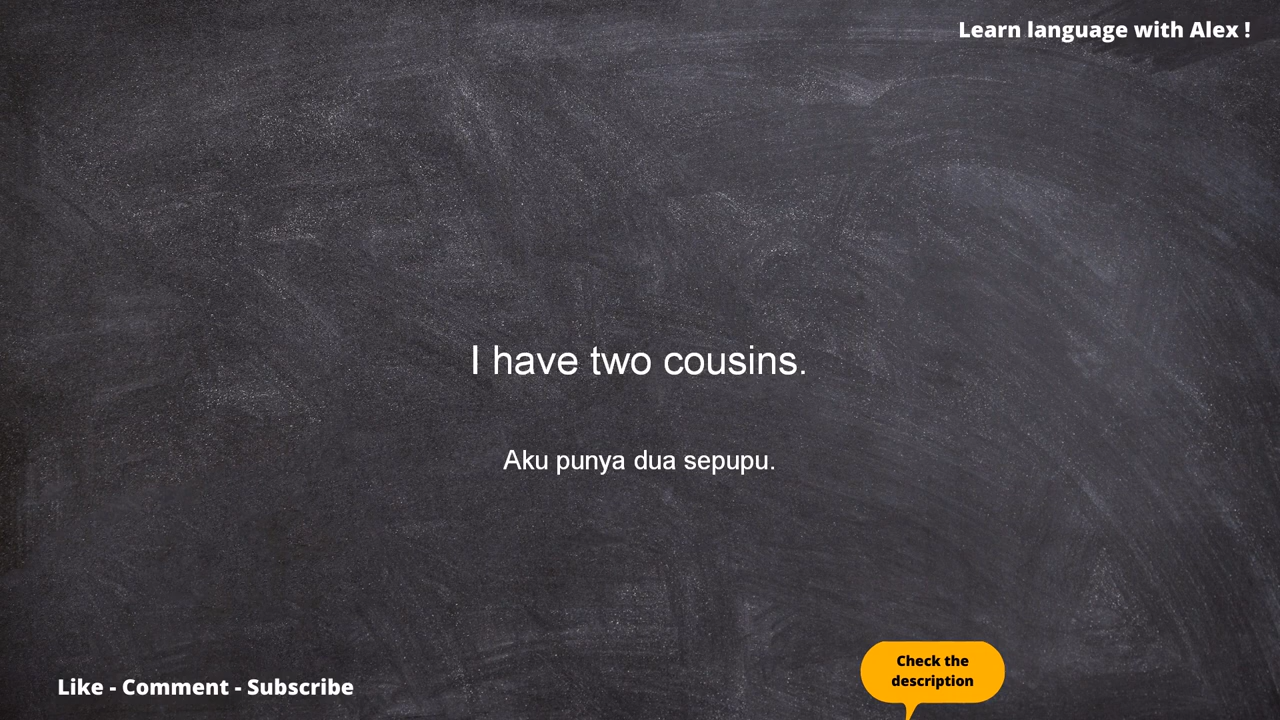 Learn language with Alex !
I have two cousins.
Aku punya dua sepupu.
Check the
description
Like - Comment - Subscribe